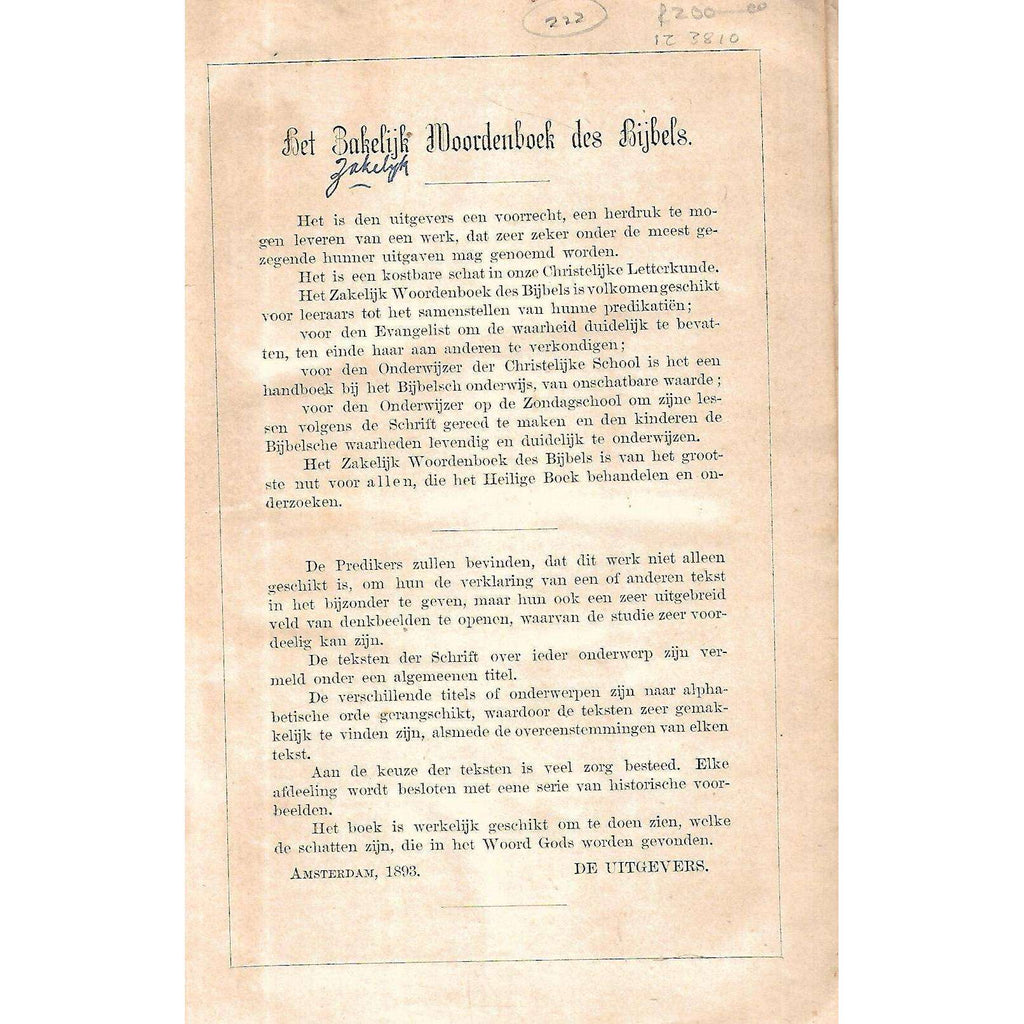 222
£200—00
IZ 3810
Het Zakelijk Woordenboek des Bijbels.
Zakelyk
Het is den uitgevers een voorrecht, een herdruk te mo-
gen leveren van een werk, dat zeer zeker onder de meest ge-
zegende hunner uitgaven mag genoemd worden.
Het is een kostbare schat in onze Christelijke Letterkunde.
Het Zakelijk Woordenboek des Bijbels is volkomen geschikt
voor leeraars tot het samenstellen van hunne predikatiën;
voor den Evangelist om de waarheid duidelijk te bevat-
ten, ten einde haar aan anderen te verkondigen;
voor den Onderwijzer der Christelijke School is het een
handboek bij het Bijbelsch onderwijs, van onschatbare waarde;
voor den Onderwijzer op de Zondagschool om zijne les-
sen volgens de Schrift gereed te maken en den kinderen de
Bijbelsche waarheden levendig en duidelijk te onderwijzen.
Het Zakelijk Woordenboek des Bijbels is van het groot-
ste nut voor allen, die het Heilige Boek behandelen en on-
derzoeken.
De Predikers zullen bevinden, dat dit werk niet alleen
geschikt is, om hun de verklaring van een of anderen tekst
in het bijzonder te geven, maar hun ook een zeer uitgebreid
veld van denkbeelden te openen, waarvan de studie zeer voor-
deelig kan zijn.
De teksten der Schrift over ieder onderwerp zijn ver-
meld onder een algemeenen titel.
De verschillende titels of onderwerpen zijn naar alpha-
betische orde gerangschikt, waardoor de teksten zeer gemak-
kelijk te vinden zijn, alsmede de overeenstemmingen van elken
tekst.
Aan de keuze der teksten is veel zorg besteed. Elke
afdeeling wordt besloten met eene serie van historische voor-
beelden.
Het boek is werkelijk geschikt om te doen zien, welke
de schatten zijn, die in het Woord Gods worden gevonden.
AMSTERDAM, 1893. DE UITGEVERS.